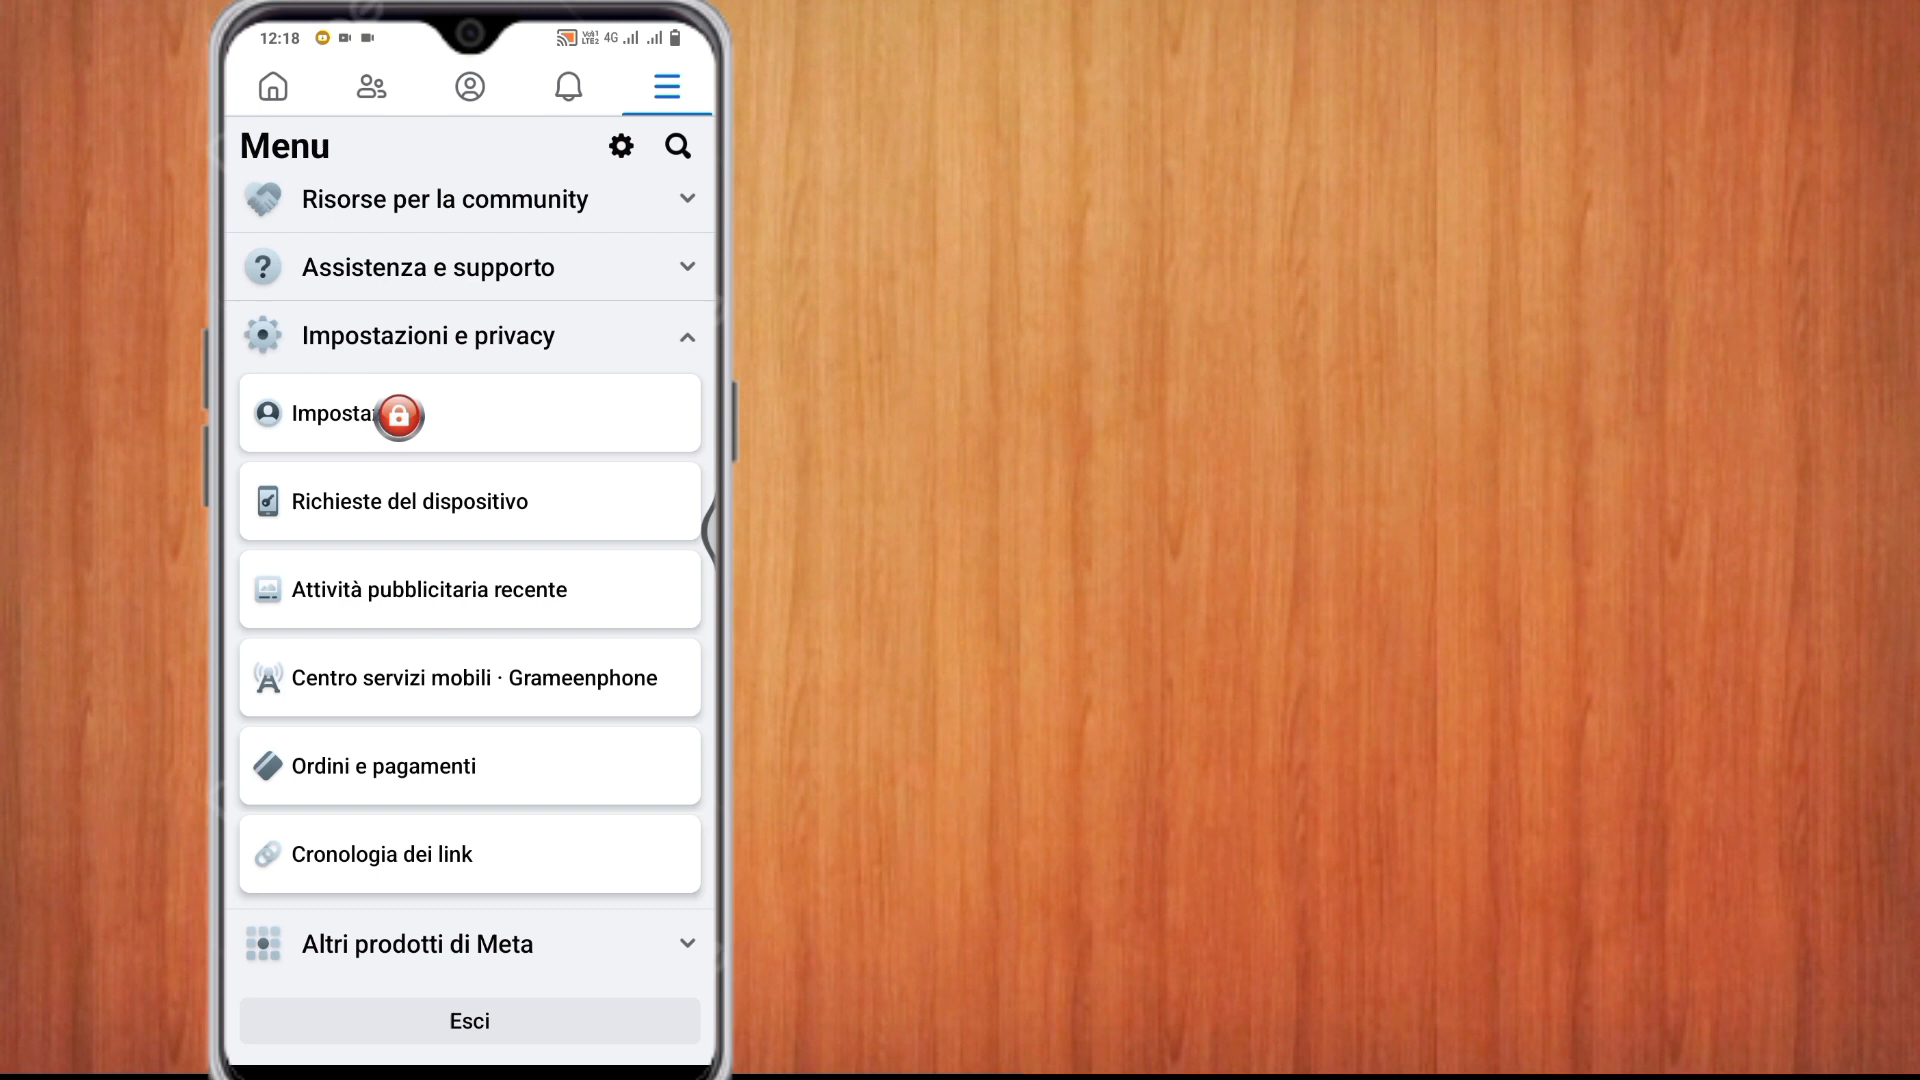 12:18
4G
Menu
Risorse per la community
Assistenza e supporto
Impostazioni e privacy
Richieste del dispositivo
Attività pubblicitaria recente
Centro servizi mobili · Grameenphone
Ordini e pagamenti
Cronologia dei link
Altri prodotti di Meta
Esci